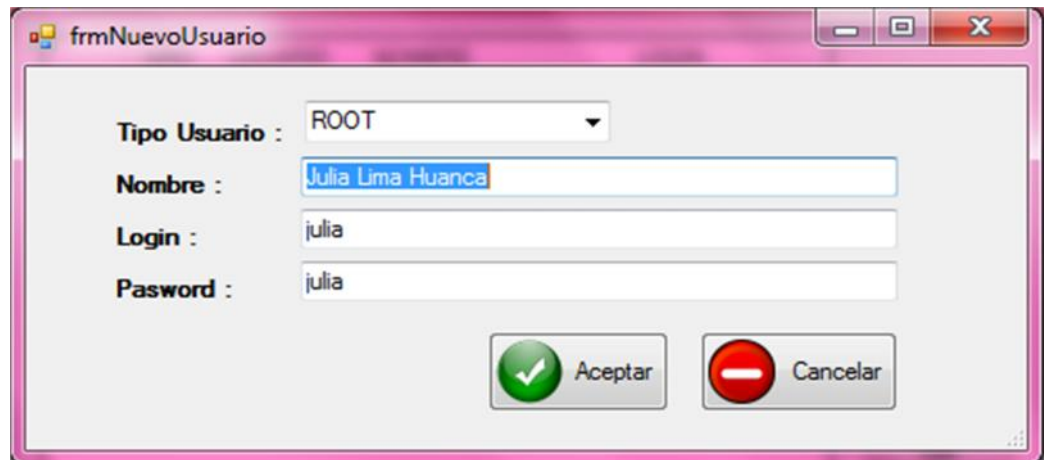 frmNuevoUsuario
Tipo Usuario : ROOT
Nombre : Julia Lima Huanca
Login : julia
Pasword : julia
Aceptar Cancelar